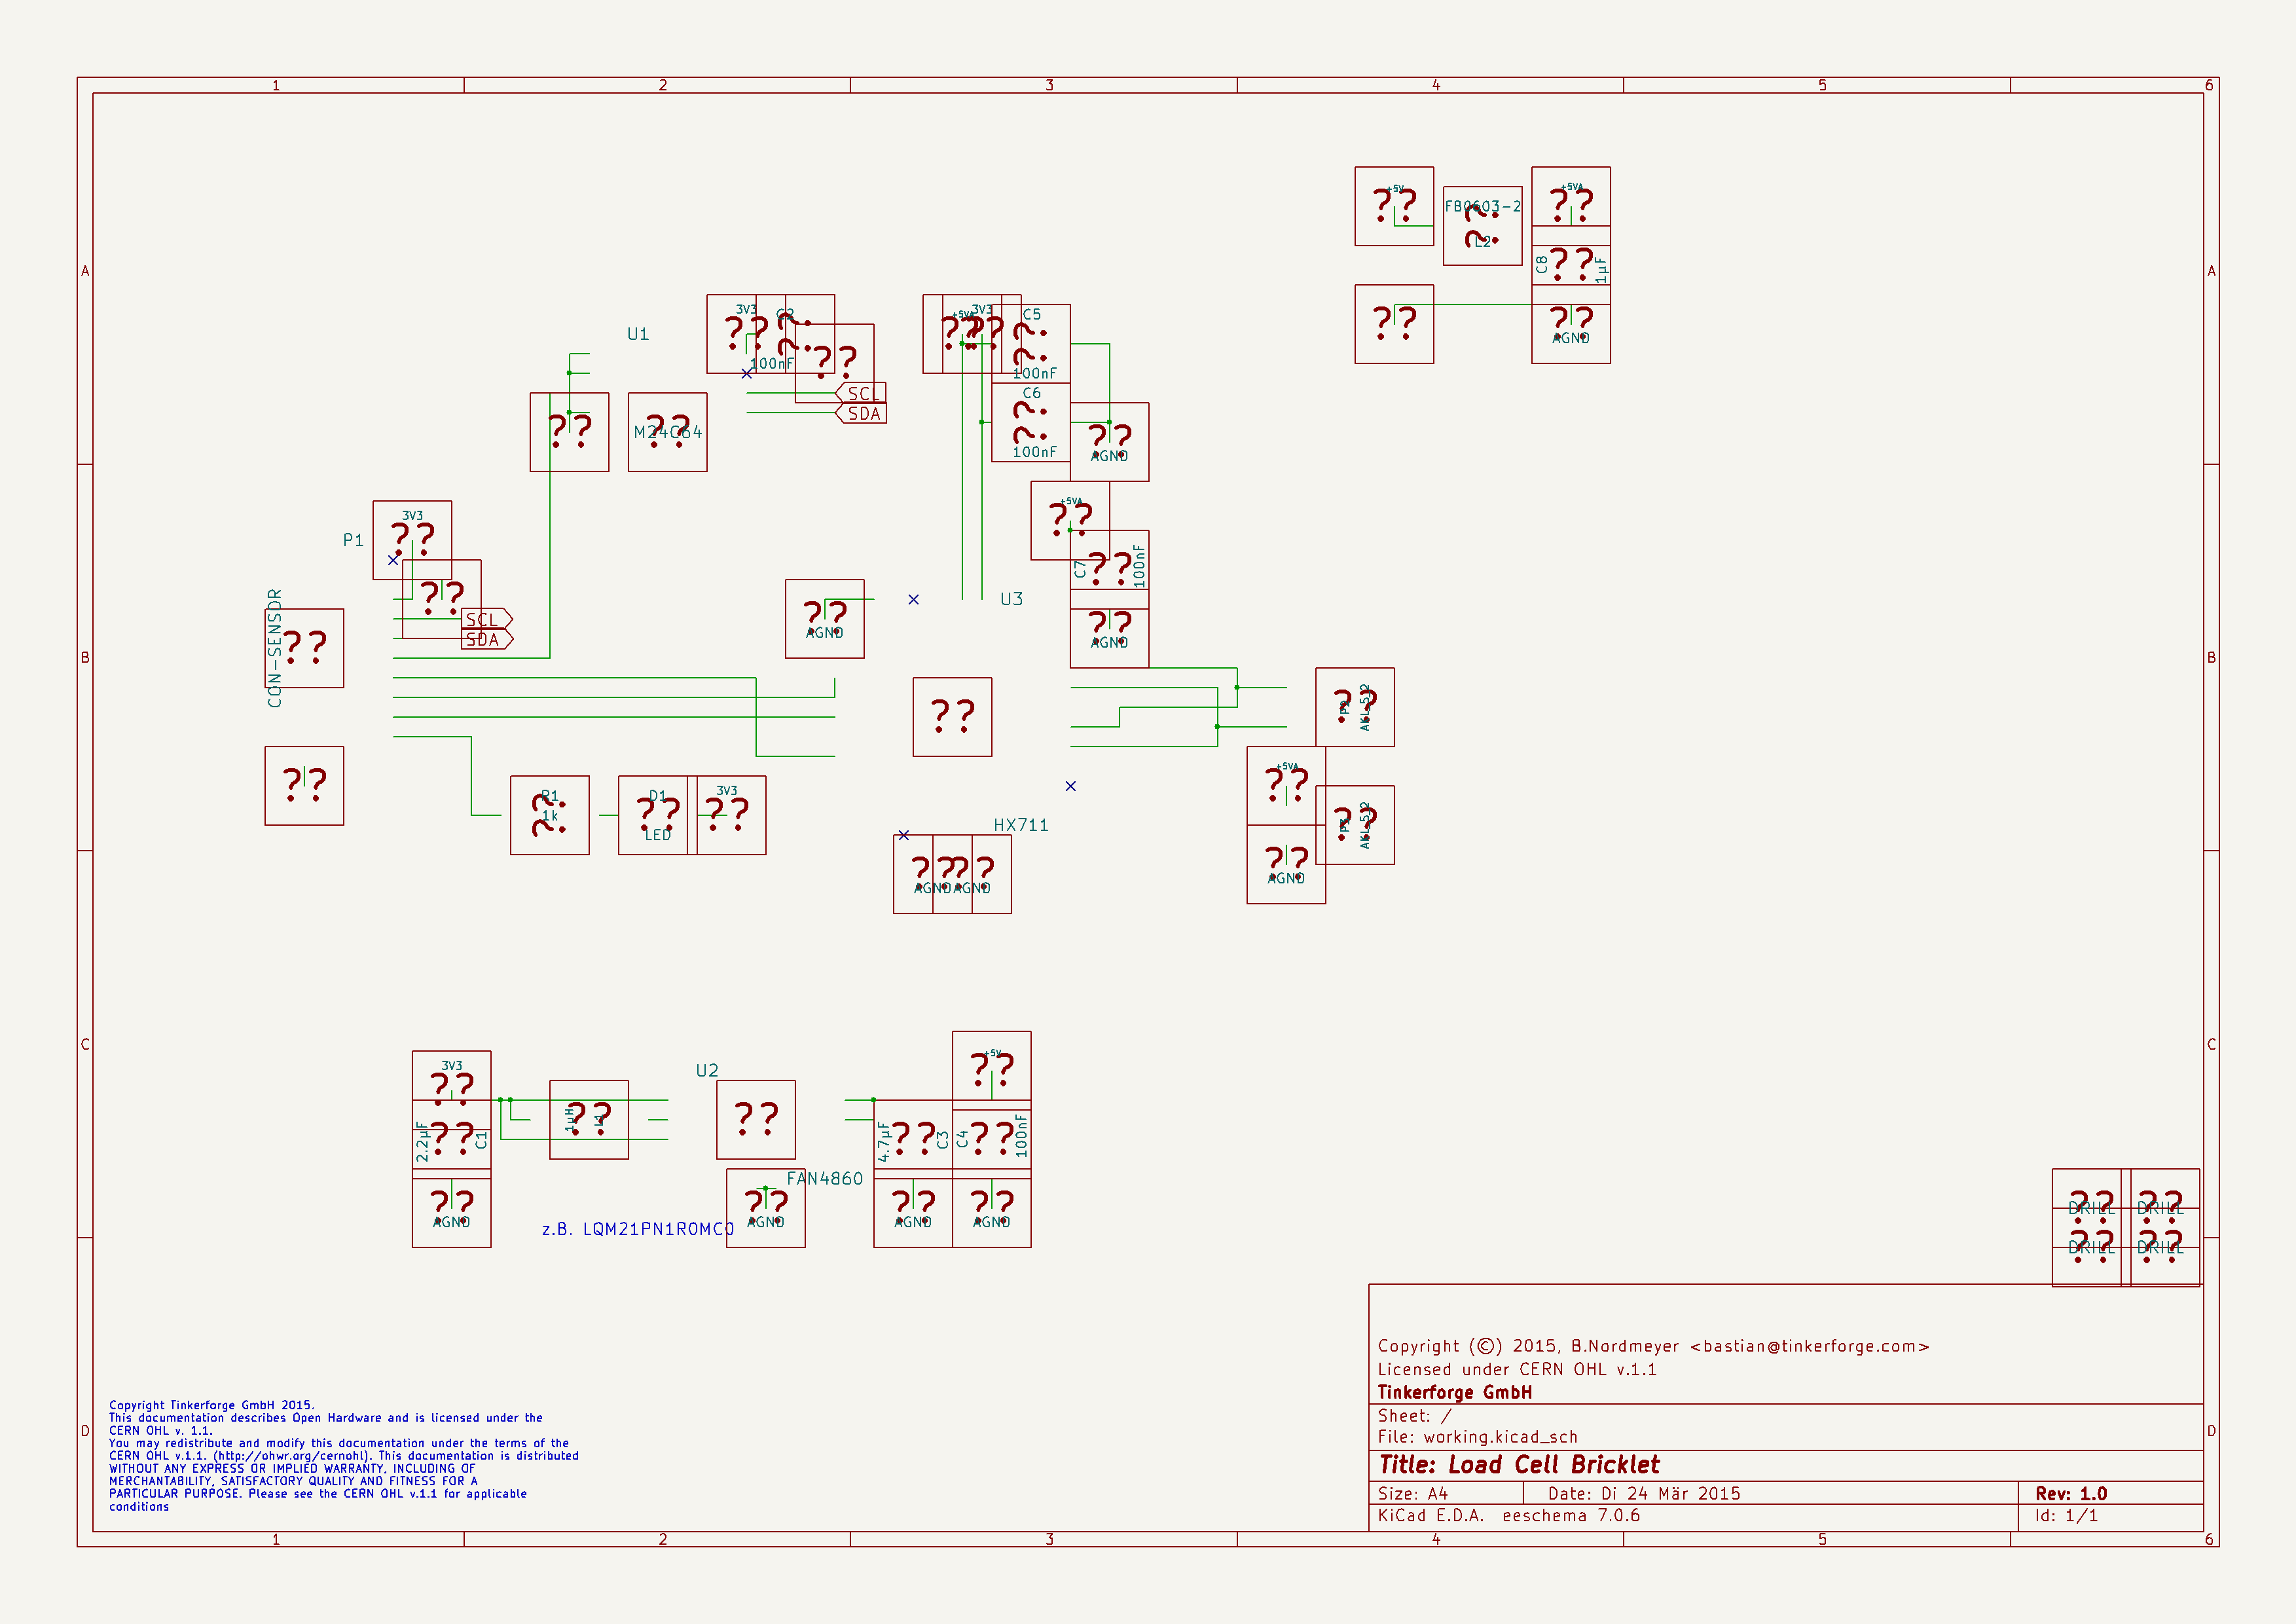 1 2 3 4 5 6
A
A
+5V
??
FB0603-2
??
L2
+5VA
??
C8
??
1µF
??
??
AGND
U1
3V3
??
C2
??
100nF
??
SCL
SDA
??
??
M24C64
+5VA
??
3V3
??
C5
??
100nF
C6
??
100nF
??
AGND
+5VA
??
C7
??
100nF
??
AGND
P1
3V3
??
??
SCL
SDA
CON-SENSOR
??
??
B
B
??
AGND
U3
??
HX711
??
AGND
??
AGND
R1
??
1k
D1
??
LED
3V3
??
P2
??
AKL_5_2
+5VA
??
P3
??
AKL_5_2
??
AGND
C
C
3V3
??
2.2µF
??
C1
??
AGND
1µH
??
L1
U2
??
FAN4860
??
AGND
z.B. LQM21PN1R0MC0
+5V
??
4.7µF
??
C3
C4
??
100nF
??
AGND
??
AGND
??
DRILL
??
DRILL
??
DRILL
??
DRILL
D
D
Copyright Tinkerforge GmbH 2015.
This documentation describes Open Hardware and is licensed under the
CERN OHL v. 1.1.
You may redistribute and modify this documentation under the terms of the
CERN OHL v.1.1. (http://ohwr.org/cernohl). This documentation is distributed
WITHOUT ANY EXPRESS OR IMPLIED WARRANTY, INCLUDING OF
MERCHANTABILITY, SATISFACTORY QUALITY AND FITNESS FOR A
PARTICULAR PURPOSE. Please see the CERN OHL v.1.1 for applicable
conditions
Copyright (©) 2015, B.Nordmeyer <bastian@tinkerforge.com>
Licensed under CERN OHL v.1.1
Tinkerforge GmbH
Sheet: /
File: working.kicad_sch
Title: Load Cell Bricklet
Size: A4
Date: Di 24 Mär 2015
Rev: 1.0
KiCad E.D.A. eeschema 7.0.6
Id: 1/1
1 2 3 4 5 6